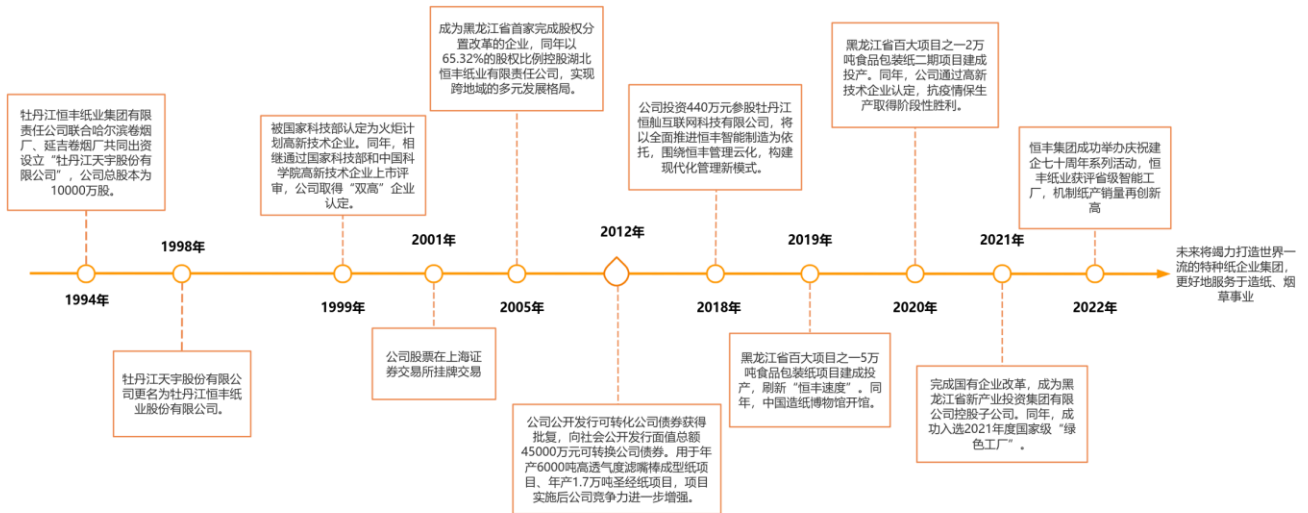 牡丹江恒丰纸业集团有限
责任公司联合哈尔滨卷烟
厂、延吉卷烟厂共同出资
设立“牡丹江天宇股份有
限公司”，公司总股本为
10000万股。
1994年
1998年
牡丹江天宇股份有限公
司更名为牡丹江恒丰纸
业股份有限公司。
被国家科技部认定为火炬计
划高新技术企业。同年，相
继通过国家科技部和中国科
学院高新技术企业上市评
审，公司取得“双高”企业
认定。
1999年
2001年
公司股票在上海证
券交易所挂牌交易
成为黑龙江省首家完成股权分
置改革的企业，同年以
65.32%的股权比例控股湖北
恒丰纸业有限责任公司，实现
跨地域的多元发展格局。
2005年
2012年
公司公开发行可转化公司债券获得
批复，向社会公开发行面值总额
45000万元可转换公司债券。用于年
产6000吨高透气度滤嘴棒成型纸项
目、年产1.7万吨圣经纸项目，项目
实施后公司竞争力进一步增强。
公司投资440万元参股牡丹江
恒舢互联网科技有限公司，将
以全面推进恒丰智能制造为
依托，围绕恒丰管理云化，构建
现代化管理新模式。
2018年
2019年
黑龙江省百大项目之一5万
吨食品包装纸项目建成投
产，刷新“恒丰速度”。同
年，中国造纸博物馆开馆。
黑龙江省百大项目之一2万
吨食品包装纸二期项目建成
投产。同年，公司通过高新
技术企业认定，抗疫情保生
产取得阶段性胜利。
2020年
2021年
完成国有企业改革，成为黑
龙江省新产业投资集团有限
公司控股子公司。同年，成
功入选2021年度国家级“绿
色工厂”。
恒丰集团成功举办庆祝建
企七十周年系列活动，恒
丰纸业获评省级智能工
厂，机制纸产销量再创新
高
2022年
未来将竭力打造世界一
流的特种纸企业集团，
更好地服务于造纸、烟
草事业